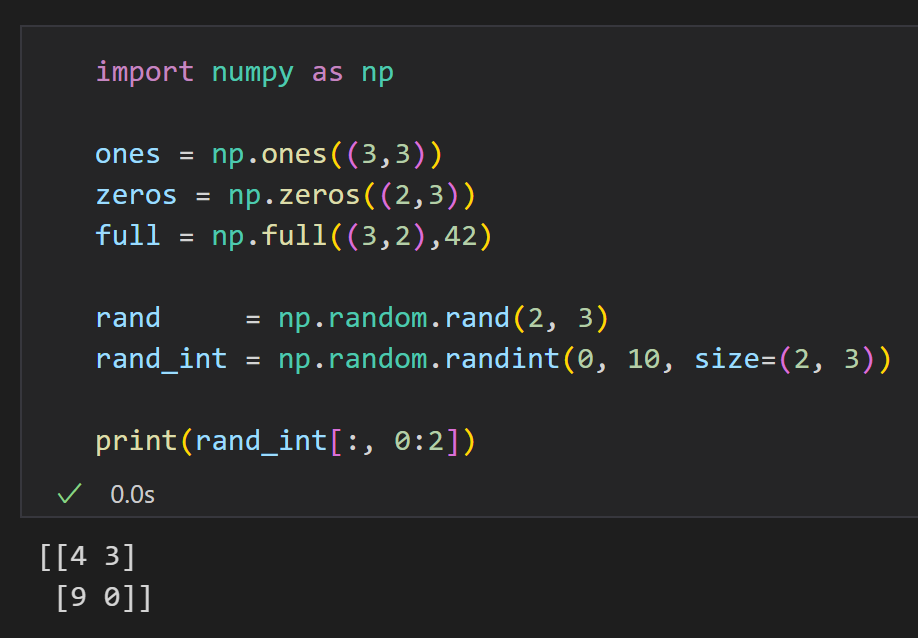 import numpy as np
ones = np.ones((3,3))
zeros = np.zeros((2,3))
full = np.full((3,2),42)
rand     = np.random.rand(2, 3)
rand_int = np.random.randint(0, 10, size=(2, 3))
print(rand_int[:, 0:2])
0.0s
[[4 3]
 [9 0]]